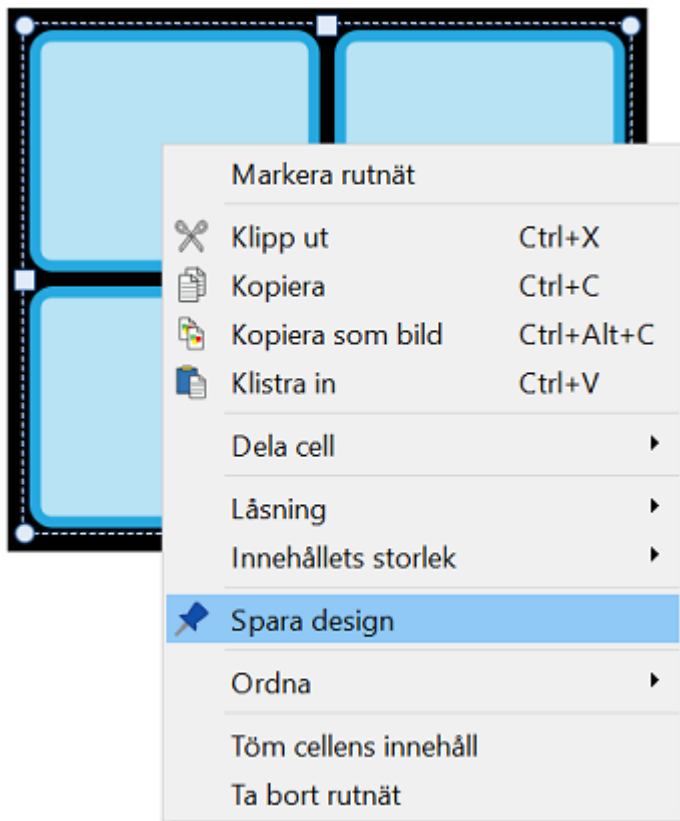 Markera rutnät
Klipp ut Ctrl+X
Kopiera Ctrl+C
Kopiera som bild Ctrl+Alt+C
Klistra in Ctrl+V
Dela cell
Låsning
Innehållets storlek
Spara design
Ordna
Töm cellens innehåll
Ta bort rutnät